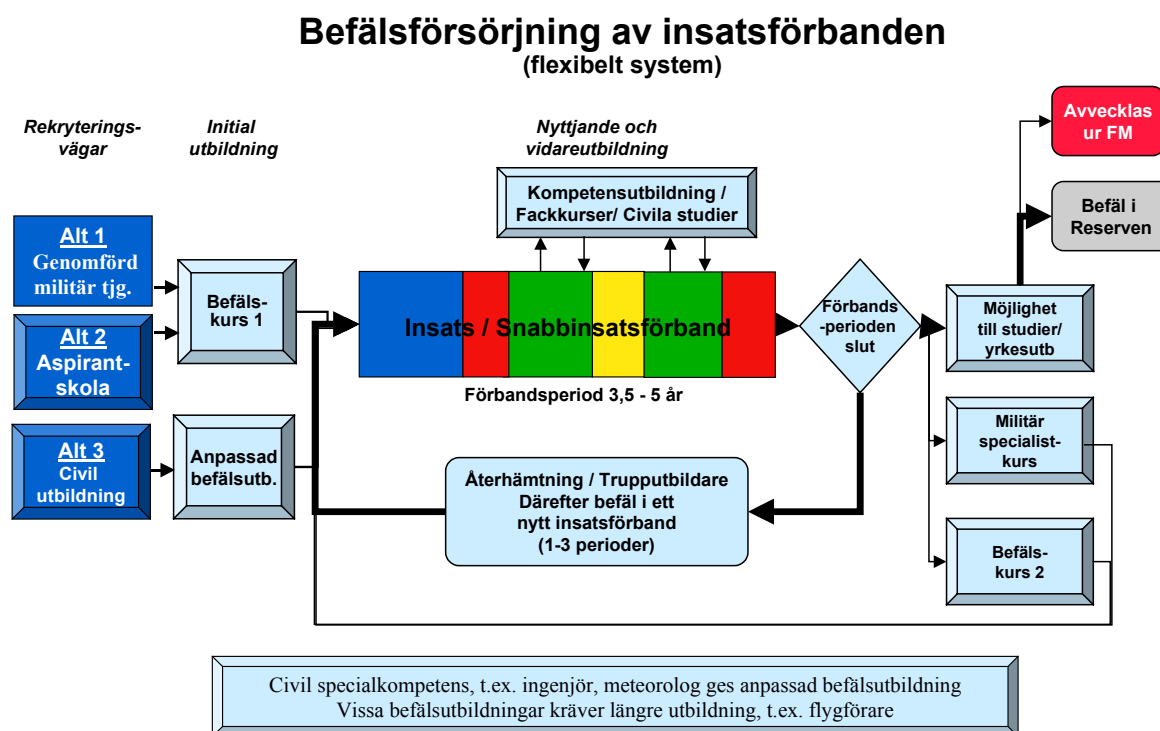 Befälsförsörjning av insatsförbanden
(flexibelt system)
Rekryterings-
vägar
Initial
utbildning
Nyttjande och
vidareutbildning
Avvecklas
ur FM
Befäl i
Reserven
Kompetensutbildning /
Fackkurser/ Civila studier
Alt 1
Genomförd
militär tjg.
Alt 2
Aspirant-
skola
Alt 3
Civil
utbildning
Befäls-
kurs 1
Anpassad
befälsutb.
Insats / Snabbinsatsförband
Förbandsperiod 3,5 - 5 år
Förbands
-perioden
slut
Möjlighet
till studier/
yrkesutb
Militär
specialist-
kurs
Befäls-
kurs 2
Återhämtning / Trupputbildare
Därefter befäl i ett
nytt insatsförband
(1-3 perioder)
Civil specialkompetens, t.ex. ingenjör, meteorolog ges anpassad befälsutbildning
Vissa befälsutbildningar kräver längre utbildning, t.ex. flygförare